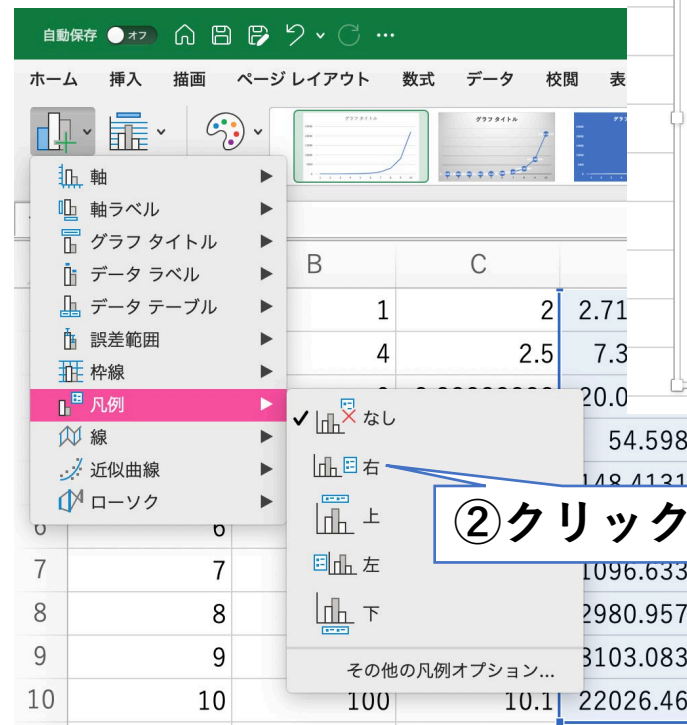 自動保存 オフ
ホーム 挿入 描画 ページ レイアウト 数式 データ 校閲 表
グラフ タイトル グラフ タイトル
軸
軸ラベル
グラフ タイトル
データ ラベル
データ テーブル
誤差範囲
枠線
凡例
線
近似曲線
ローソク
なし
右
上
左
下
その他の凡例オプション...
②クリック
B C
1 2 2.71
4 2.5 7.3
20.0
54.598
148.4131
6 6
7 7 1096.633
8 8 2980.957
9 9 8103.083
10 10 100 10.1 22026.46